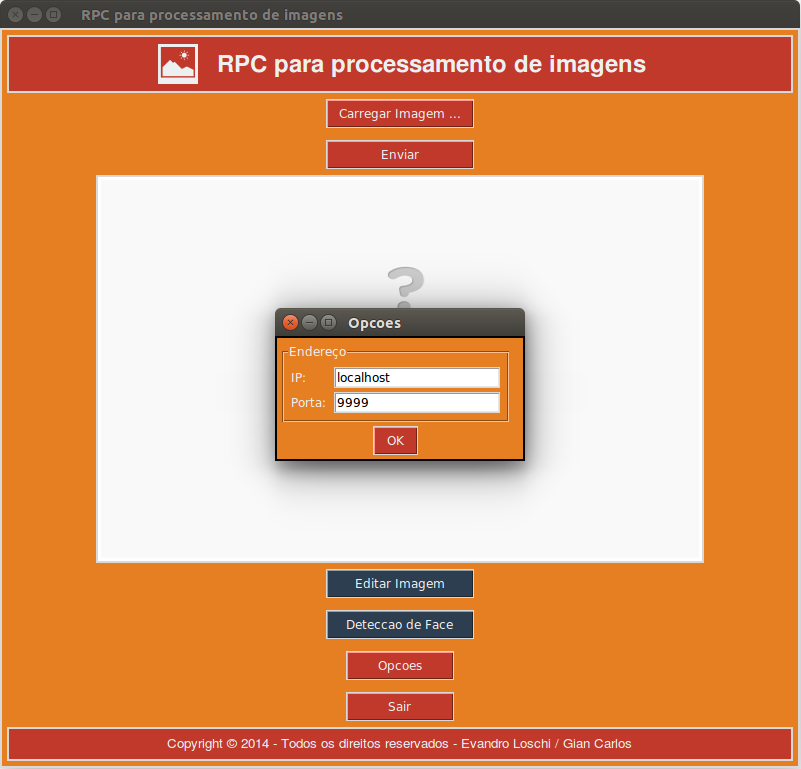 RPC para processamento de imagens
RPC para processamento de imagens
Carregar Imagem ...
Enviar
?
Opcoes
Endereço
IP: localhost
Porta: 9999
OK
Editar Imagem
Deteccao de Face
Opcoes
Sair
Copyright © 2014 - Todos os direitos reservados - Evandro Loschi / Gian Carlos